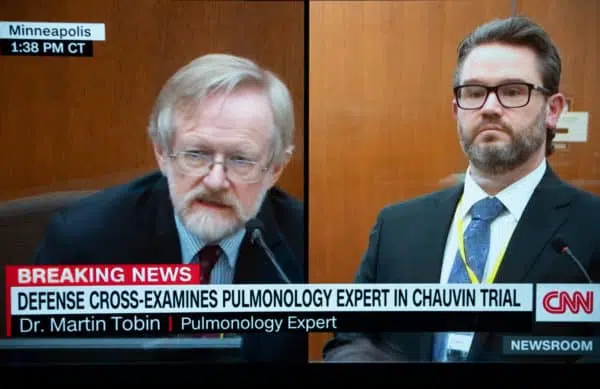 Minneapolis
1:38 PM CT
BREAKING NEWS
DEFENSE CROSS-EXAMINES PULMONOLOGY EXPERT IN CHAUVIN TRIAL
CNN
Dr. Martin Tobin | Pulmonology Expert
NEWSROOM